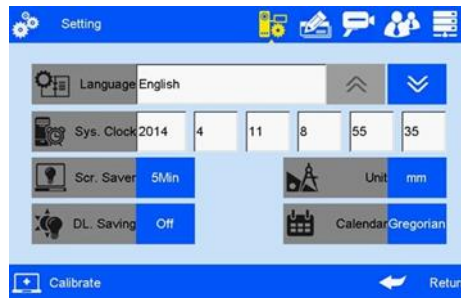 Setting
Language English
Sys. Clock 2014 4 11 8 55 35
Scr. Saver 5Min Unit mm
DL. Saving Off Calendar Gregorian
Calibrate Retur